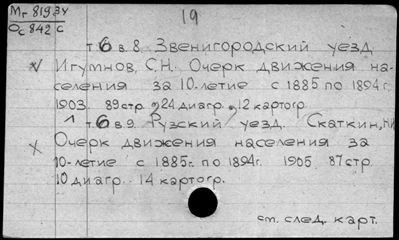 Мг 819 34
Ос 842 с
19
т. 6 в. 8. Звенигородский уезд
Игумнов, С.Н. Очерк движения на-
селения за 10-летие с 1885 по 1894 г.
1903. 89 стр. 24 диагр. 12 картогр.
т. 6 в. 9. Рузский уезд. Скаткин, П.И.
Очерк движения населения за
10-летие с 1885 г. по 1894 г. 1905 87 стр.
10 диагр. 14 картогр.
см. след. карт.